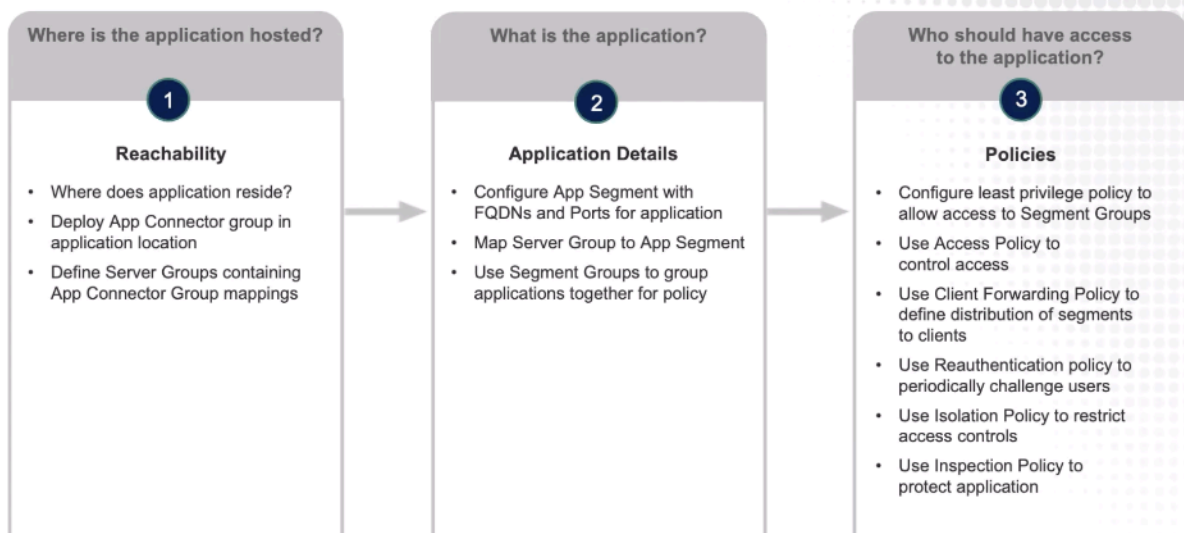 Where is the application hosted?
1
Reachability
• Where does application reside?
• Deploy App Connector group in
application location
• Define Server Groups containing
App Connector Group mappings
What is the application?
2
Application Details
• Configure App Segment with
FQDNs and Ports for application
• Map Server Group to App Segment
• Use Segment Groups to group
applications together for policy
Who should have access
to the application?
3
Policies
• Configure least privilege policy to
allow access to Segment Groups
• Use Access Policy to
control access
• Use Client Forwarding Policy to
define distribution of segments
to clients
• Use Reauthentication policy to
periodically challenge users
• Use Isolation Policy to restrict
access controls
• Use Inspection Policy to
protect application